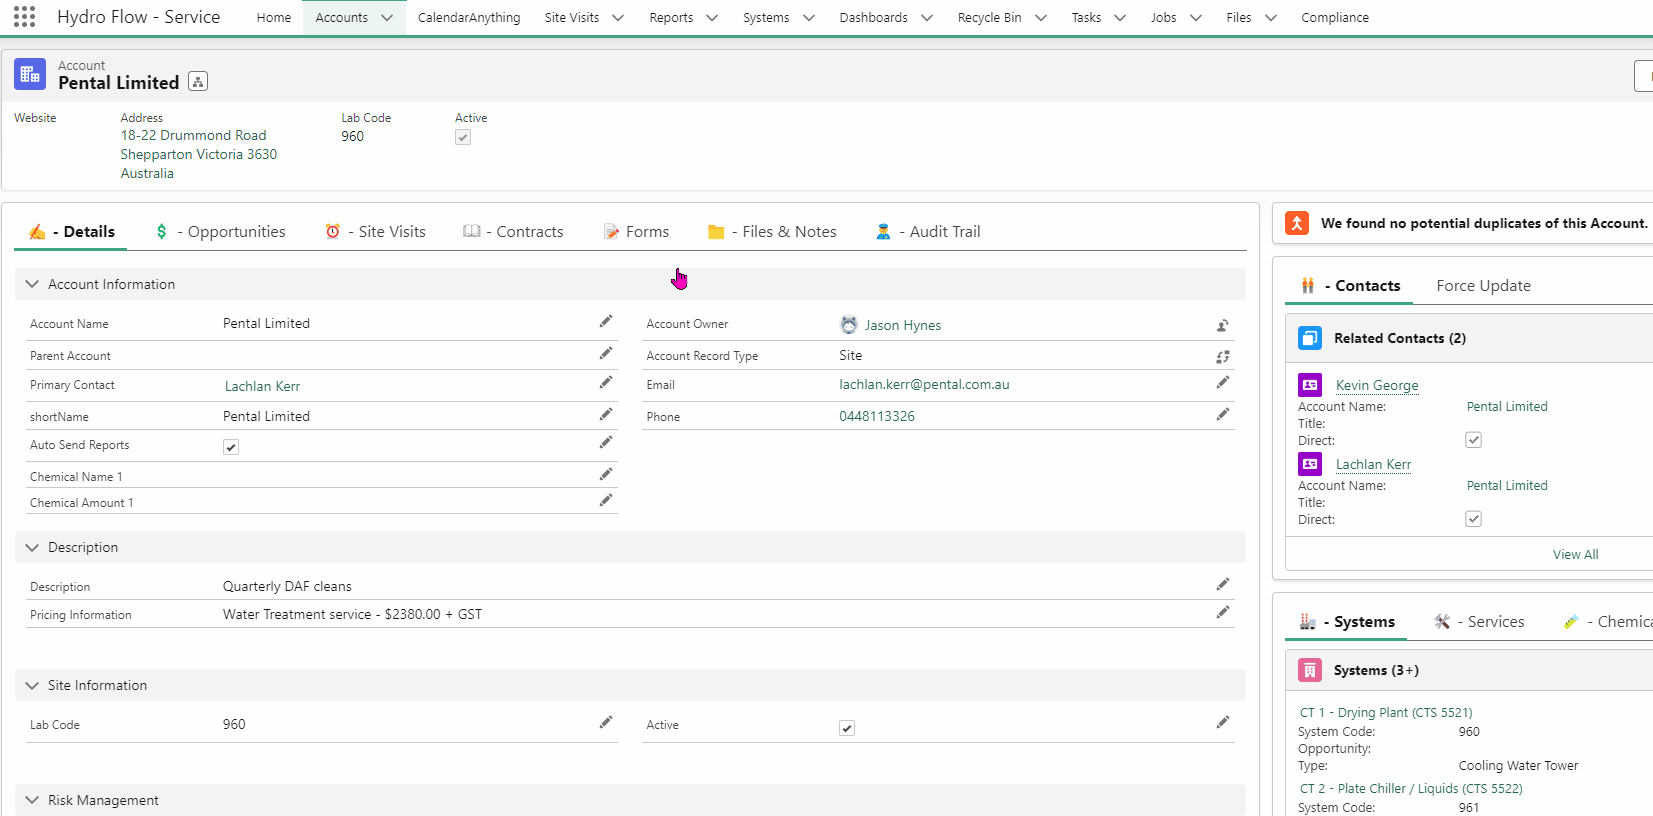 Hydro Flow - Service
Home
Accounts
CalendarAnything
Site Visits
Reports
Systems
Dashboards
Recycle Bin
Tasks
Jobs
Files
Compliance
Account
Pental Limited
Website
Address
18-22 Drummond Road
Shepparton Victoria 3630
Australia
Lab Code
960
Active
- Details
$ - Opportunities
- Site Visits
- Contracts
Forms
- Files & Notes
- Audit Trail
Account Information
Account Name Pental Limited
Account Owner Jason Hynes
Parent Account
Account Record Type Site
Primary Contact Lachlan Kerr
Email lachlan.kerr@pental.com.au
shortName Pental Limited
Phone 0448113326
Auto Send Reports
Chemical Name 1
Chemical Amount 1
Description
Description Quarterly DAF cleans
Pricing Information Water Treatment service - $2380.00 + GST
Site Information
Lab Code 960
Active
Risk Management
We found no potential duplicates of this Account.
- Contacts
Force Update
Related Contacts (2)
Kevin George
Account Name: Pental Limited
Title:
Direct:
Lachlan Kerr
Account Name: Pental Limited
Title:
Direct:
View All
- Systems
- Services
- Chemica
Systems (3+)
CT 1 - Drying Plant (CTS 5521)
System Code: 960
Opportunity:
Type: Cooling Water Tower
CT 2 - Plate Chiller / Liquids (CTS 5522)
System Code: 961